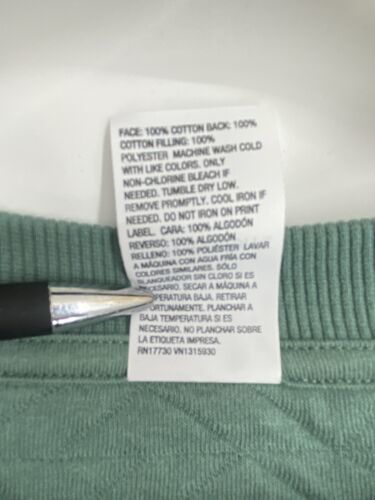 FACE: 100% COTTON BACK: 100%
COTTON FILLING: 100%
POLYESTER MACHINE WASH COLD
WITH LIKE COLORS. ONLY
NON-CHLORINE BLEACH IF
NEEDED. TUMBLE DRY LOW.
REMOVE PROMPTLY. COOL IRON IF
NEEDED. DO NOT IRON ON PRINT
LABEL. CARA: 100% ALGODÓN
REVERSO: 100% ALGODÓN
RELLENO: 100% POLIÉSTER LAVAR
A MÁQUINA CON AGUA FRÍA CON
COLORES SIMILARES. SÓLO
BLANQUEADOR SIN CLORO SI ES
NECESARIO. SECAR A MÁQUINA A
PERATURA BAJA. RETIRAR
ORTUNAMENTE. PLANCHAR A
BAJA TEMPERATURA SI ES
NECESARIO. NO PLANCHAR SOBRE
LA ETIQUETA IMPRESA.
RN17730 VN1315930